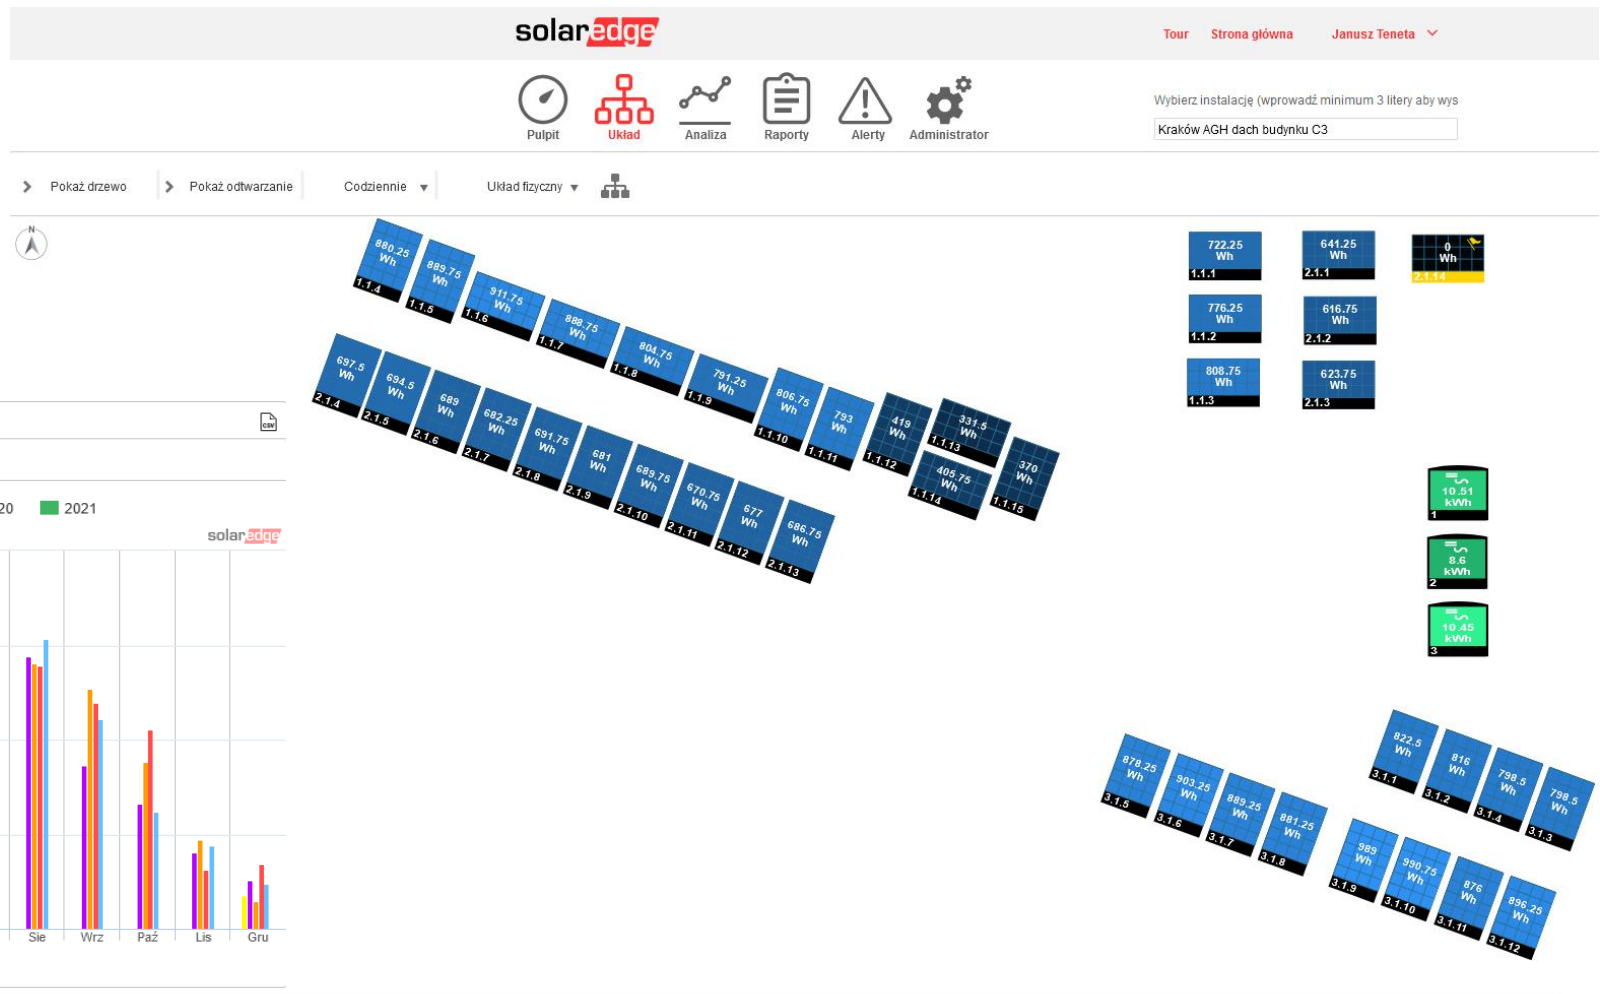 solaredge
Tour Strona główna Janusz Teneta
Pulpit Układ Analiza Raporty Alerty Administrator
Wybierz instalację (wprowadź minimum 3 litery aby wys
Kraków AGH dach budynku C3
Pokaż drzewo Pokaż odtwarzanie Codziennie Układ fizyczny
N
880.25
Wh
1.1.4
889.75
Wh
1.1.5
911.75
Wh
1.1.6
888.75
Wh
1.1.7
804.75
Wh
1.1.8
791.25
Wh
1.1.9
806.75
Wh
1.1.10
793
Wh
1.1.11
419
Wh
1.1.12
331.5
Wh
1.1.13
405.75
Wh
1.1.14
370
Wh
1.1.15
722.25
Wh
1.1.1
641.25
Wh
2.1.1
0
Wh
2.1.14
776.25
Wh
1.1.2
616.75
Wh
2.1.2
808.75
Wh
1.1.3
623.75
Wh
2.1.3
697.5
Wh
2.1.4
694.5
Wh
2.1.5
689
Wh
2.1.6
682.25
Wh
2.1.7
691.75
Wh
2.1.8
681
Wh
2.1.9
689.75
Wh
2.1.10
670.75
Wh
2.1.11
677
Wh
2.1.12
686.75
Wh
2.1.13
10.51
kWh
1
8.6
kWh
2
10.45
kWh
3
CSV
20 2021
solaredge
Sie Wrz Paź Lis Gru
822.5
Wh
3.1.1
816
Wh
3.1.2
798.5
Wh
3.1.4
798.5
Wh
3.1.3
878.25
Wh
3.1.5
903.25
Wh
3.1.6
889.25
Wh
3.1.7
881.25
Wh
3.1.8
989
Wh
3.1.9
990.75
Wh
3.1.10
876
Wh
3.1.11
896.25
Wh
3.1.12